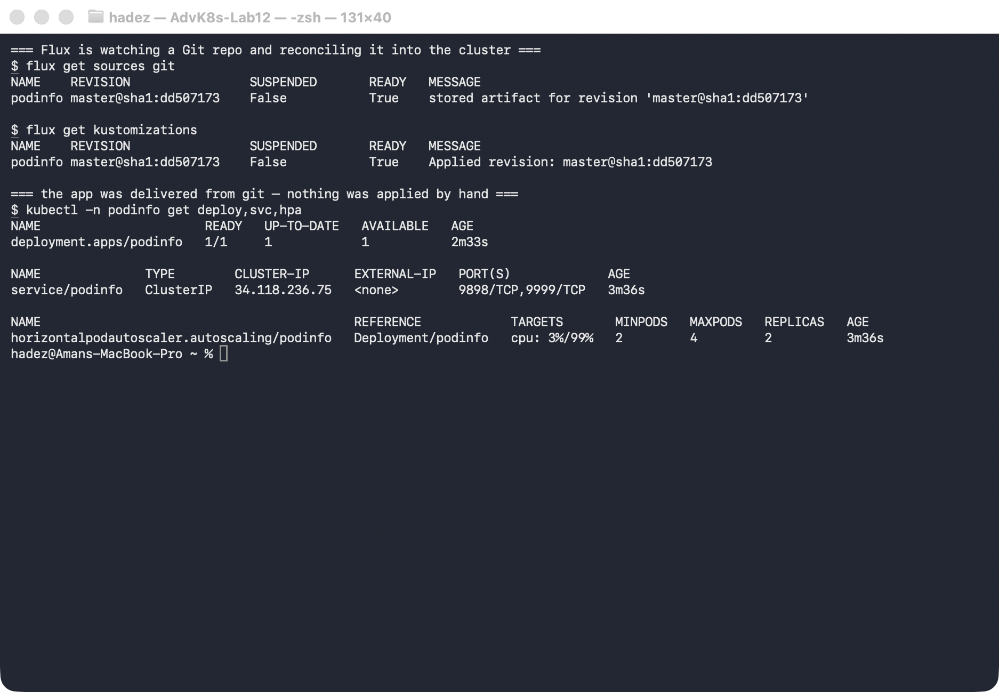 hadez — AdvK8s-Lab12 — -zsh — 131×40
=== Flux is watching a Git repo and reconciling it into the cluster ===
$ flux get sources git
NAME    REVISION                SUSPENDED       READY   MESSAGE
podinfo master@sha1:dd507173    False           True    stored artifact for revision 'master@sha1:dd507173'
$ flux get kustomizations
NAME    REVISION                SUSPENDED       READY   MESSAGE
podinfo master@sha1:dd507173    False           True    Applied revision: master@sha1:dd507173
=== the app was delivered from git — nothing was applied by hand ===
$ kubectl -n podinfo get deploy,svc,hpa
NAME                      READY   UP-TO-DATE   AVAILABLE   AGE
deployment.apps/podinfo   1/1     1            1           2m33s
NAME              TYPE        CLUSTER-IP      EXTERNAL-IP   PORT(S)             AGE
service/podinfo   ClusterIP   34.118.236.75   <none>        9898/TCP,9999/TCP   3m36s
NAME                                          REFERENCE            TARGETS       MINPODS   MAXPODS   REPLICAS   AGE
horizontalpodautoscaler.autoscaling/podinfo   Deployment/podinfo   cpu: 3%/99%   2         4         2          3m36s
hadez@Amans-MacBook-Pro ~ %